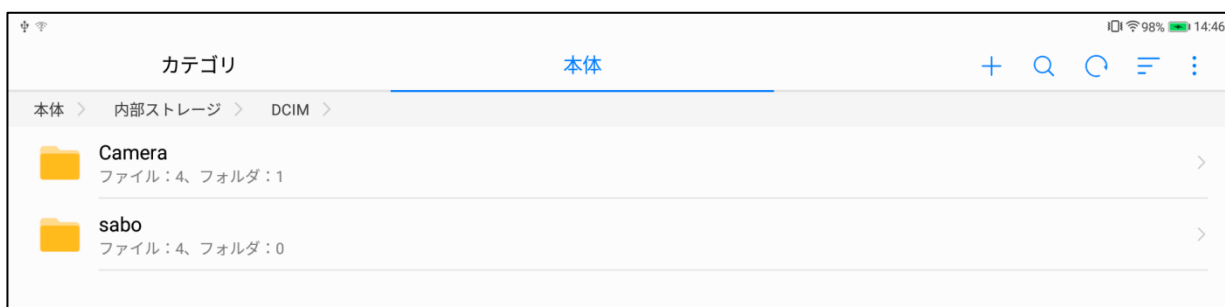 98% 14:46
カテゴリ 本体
本体 内部ストレージ DCIM
Camera
ファイル:4、フォルダ:1
sabo
ファイル:4、フォルダ:0